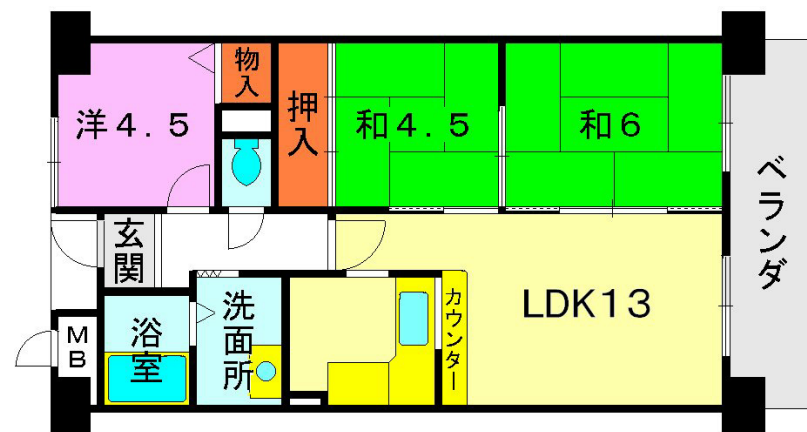 洋4.5
物入
押入
和4.5
和6
ベランダ
玄関
LDK13
MB
浴室
洗面所
カウンター